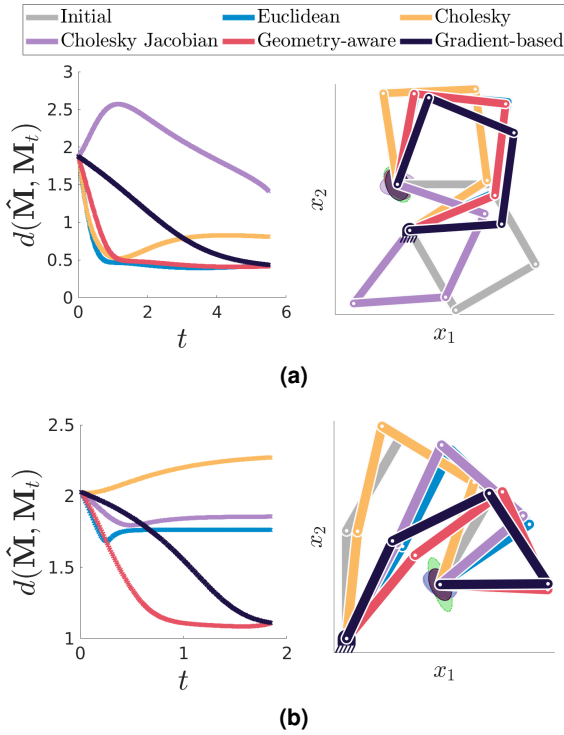 Initial Euclidean Cholesky
Cholesky Jacobian Geometry-aware Gradient-based
3
2.5
2
1.5
1
0.5
0
0 2 4 6
d(M̂, M_t)
t
x_2
x_1
(a)
2.5
2
1.5
1
0 1 2
d(M̂, M_t)
t
x_2
x_1
(b)